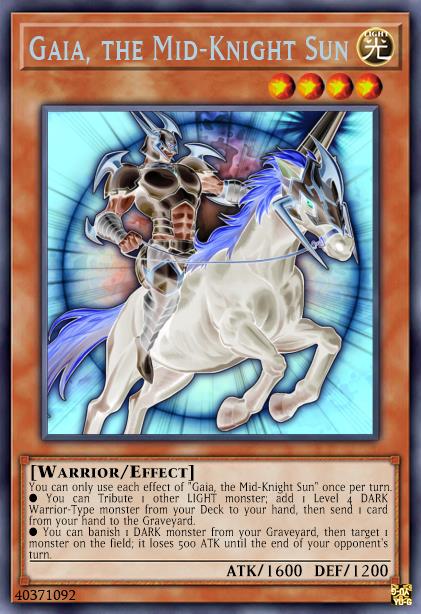 GAIA, THE MID-KNIGHT SUN
LIGHT
光
[WARRIOR/EFFECT]
You can only use each effect of "Gaia, the Mid-Knight Sun" once per turn.
● You can Tribute 1 other LIGHT monster; add 1 Level 4 DARK
Warrior-Type monster from your Deck to your hand, then send 1 card
from your hand to the Graveyard.
● You can banish 1 DARK monster from your Graveyard, then target 1
monster on the field; it loses 500 ATK until the end of your opponent's
turn.
ATK/1600 DEF/1200
40371092